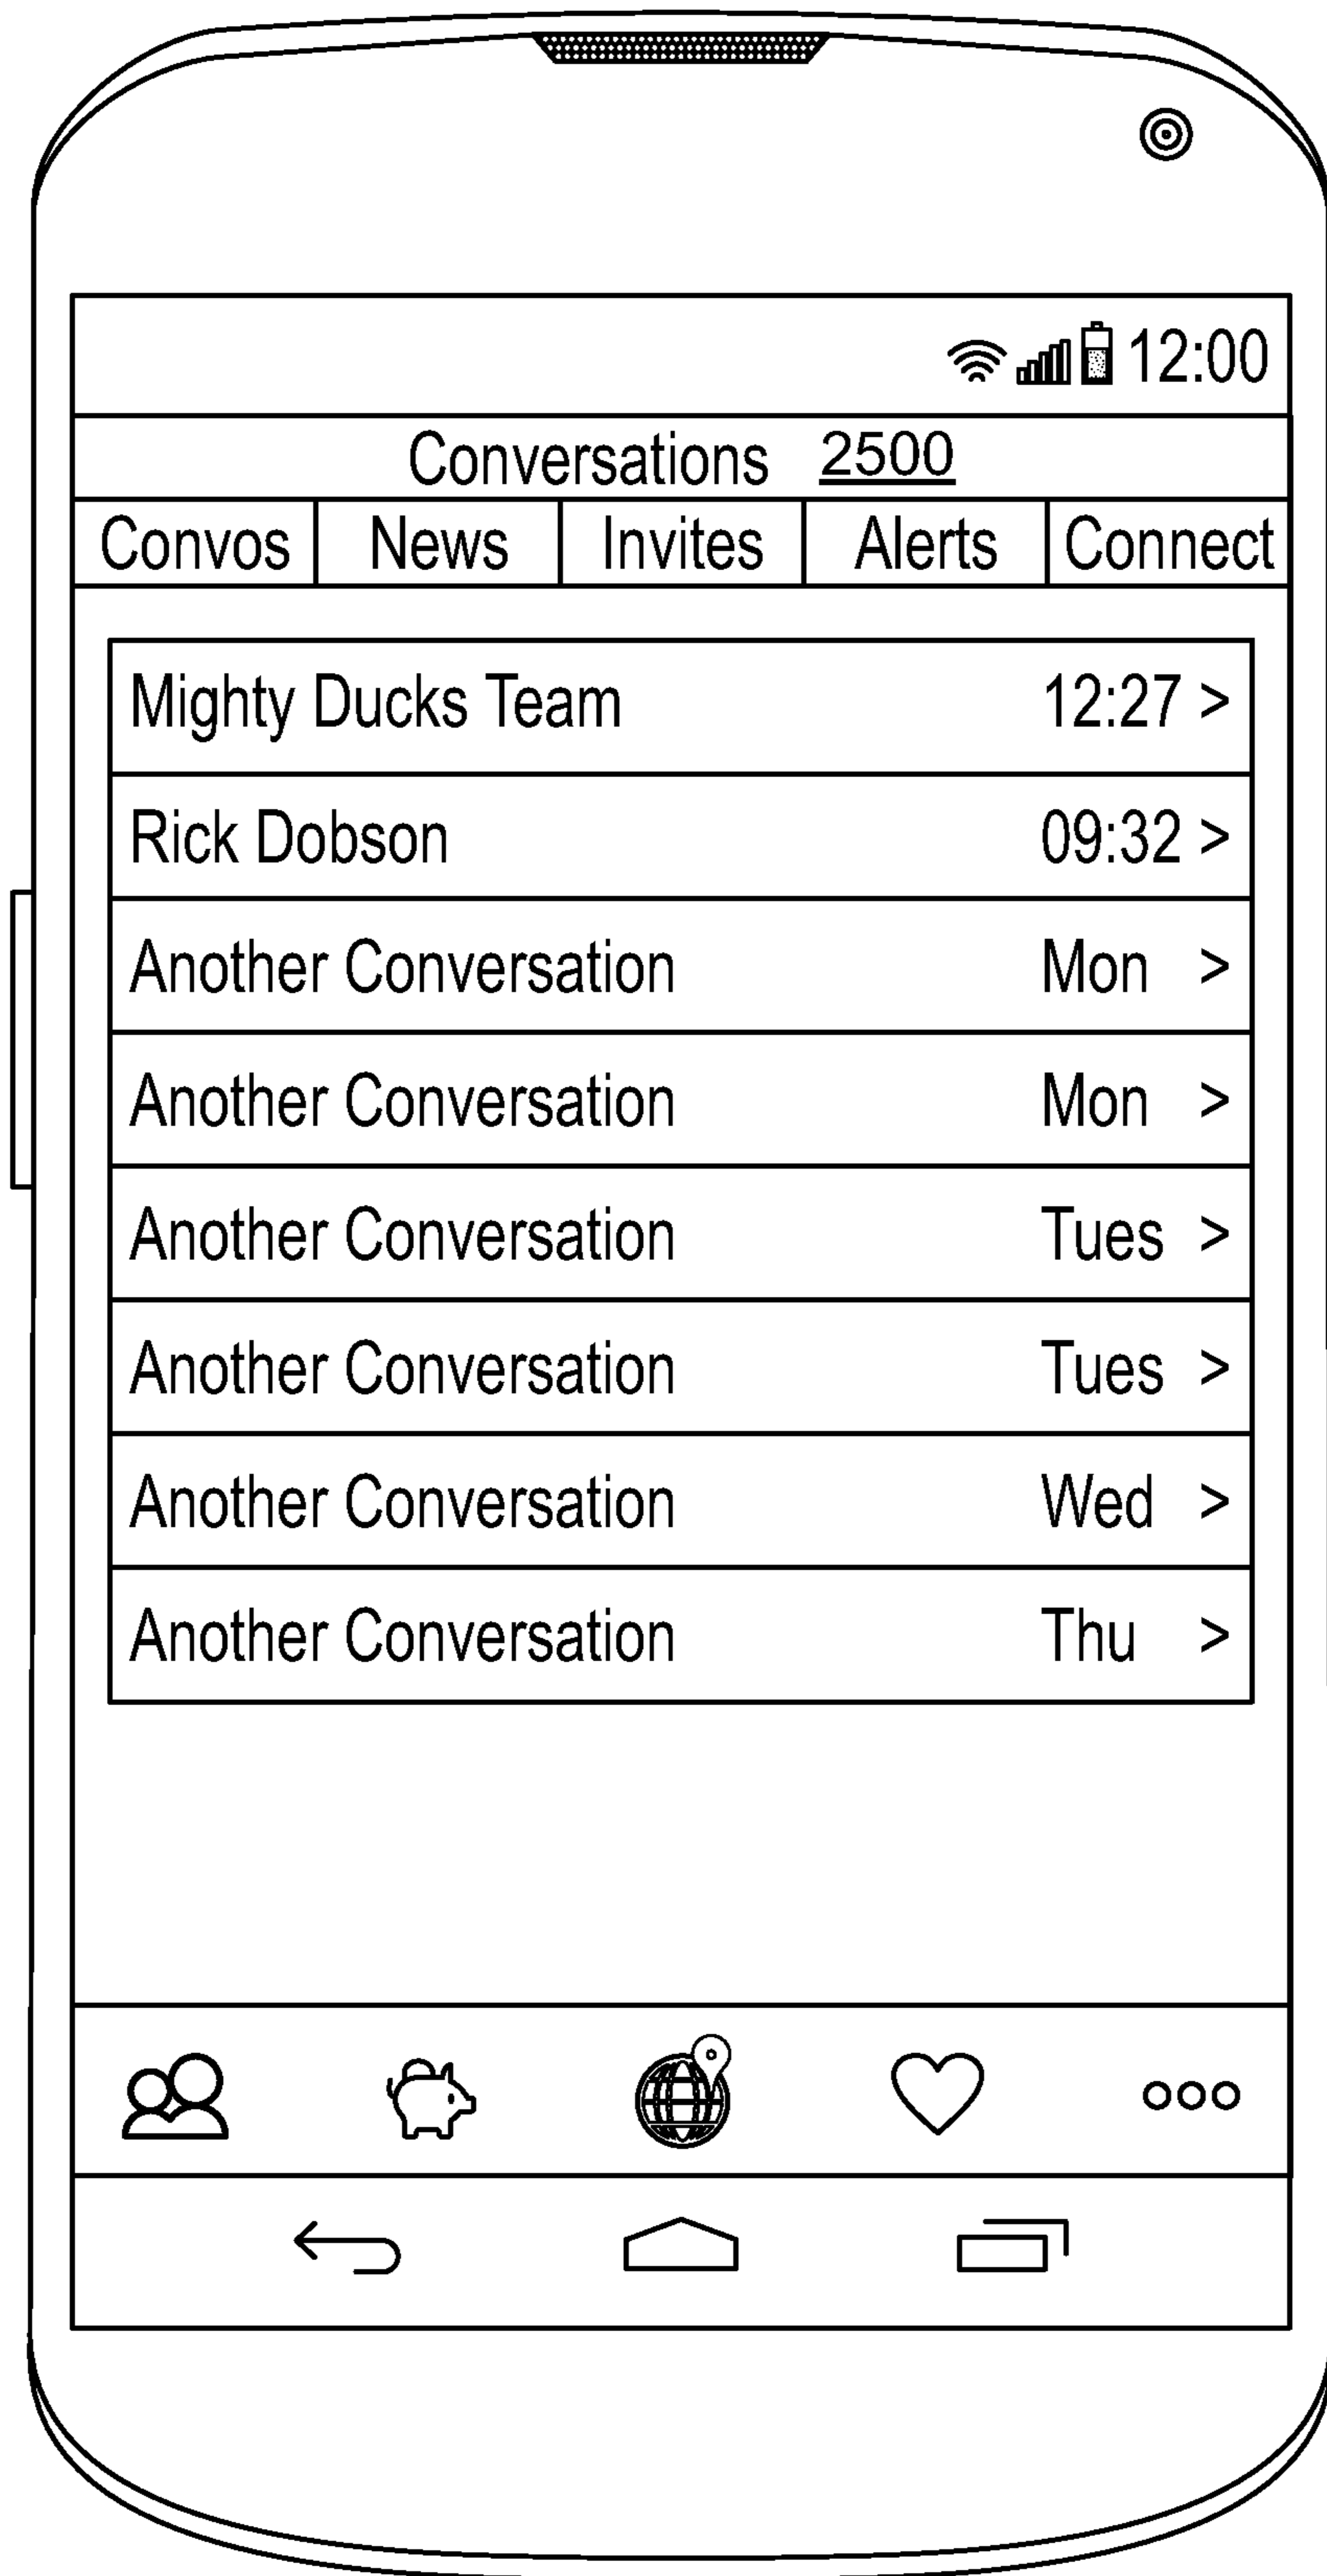 12:00
Conversations 2500
Convos News Invites Alerts Connect
Mighty Ducks Team 12:27 >
Rick Dobson 09:32 >
Another Conversation Mon >
Another Conversation Mon >
Another Conversation Tues >
Another Conversation Tues >
Another Conversation Wed >
Another Conversation Thu >